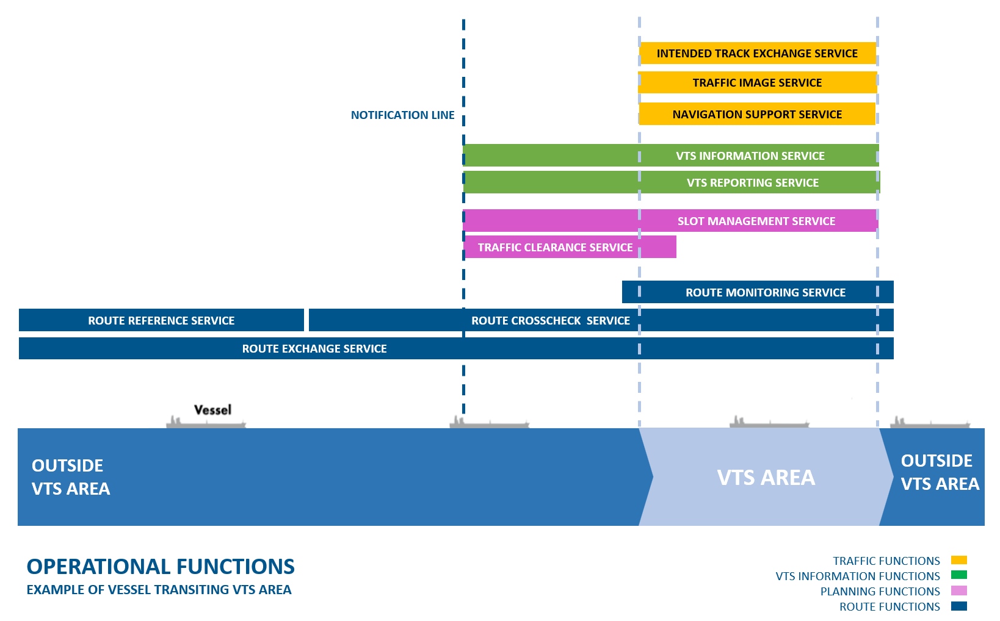 INTENDED TRACK EXCHANGE SERVICE
TRAFFIC IMAGE SERVICE
NOTIFICATION LINE
NAVIGATION SUPPORT SERVICE
VTS INFORMATION SERVICE
VTS REPORTING SERVICE
SLOT MANAGEMENT SERVICE
TRAFFIC CLEARANCE SERVICE
ROUTE MONITORING SERVICE
ROUTE REFERENCE SERVICE
ROUTE CROSSCHECK SERVICE
ROUTE EXCHANGE SERVICE
Vessel
OUTSIDE
VTS AREA
VTS AREA
OUTSIDE
VTS AREA
OPERATIONAL FUNCTIONS
EXAMPLE OF VESSEL TRANSITING VTS AREA
TRAFFIC FUNCTIONS
VTS INFORMATION FUNCTIONS
PLANNING FUNCTIONS
ROUTE FUNCTIONS